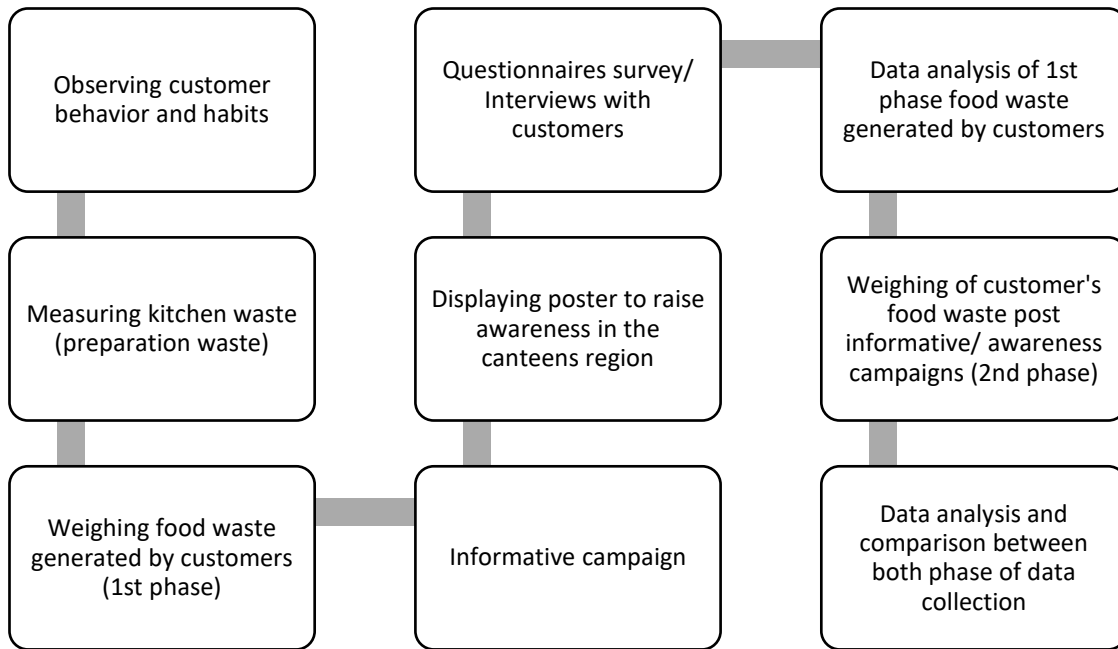 Observing customer
behavior and habits
Measuring kitchen waste
(preparation waste)
Weighing food waste
generated by customers
(1st phase)
Informative campaign
Displaying poster to raise
awareness in the
canteens region
Questionnaires survey/
Interviews with
customers
Data analysis of 1st
phase food waste
generated by customers
Weighing of customer's
food waste post
informative/ awareness
campaigns (2nd phase)
Data analysis and
comparison between
both phase of data
collection